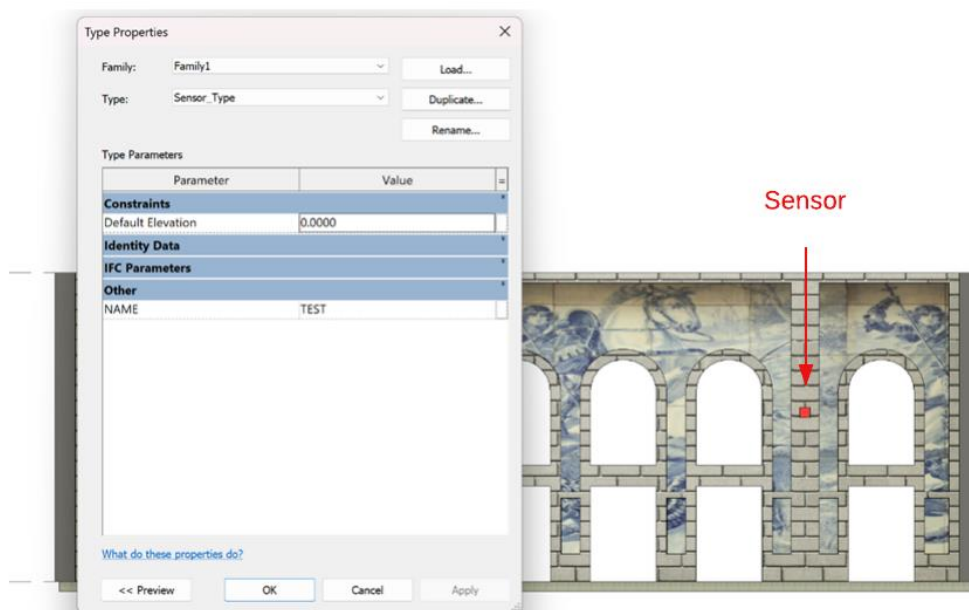 Type Properties
Family: Family1 Load...
Type: Sensor_Type Duplicate...
Rename...
Type Parameters
Parameter Value =
Constraints
Default Elevation 0.0000
Identity Data
IFC Parameters
Other
NAME TEST
What do these properties do?
<< Preview OK Cancel Apply
Sensor